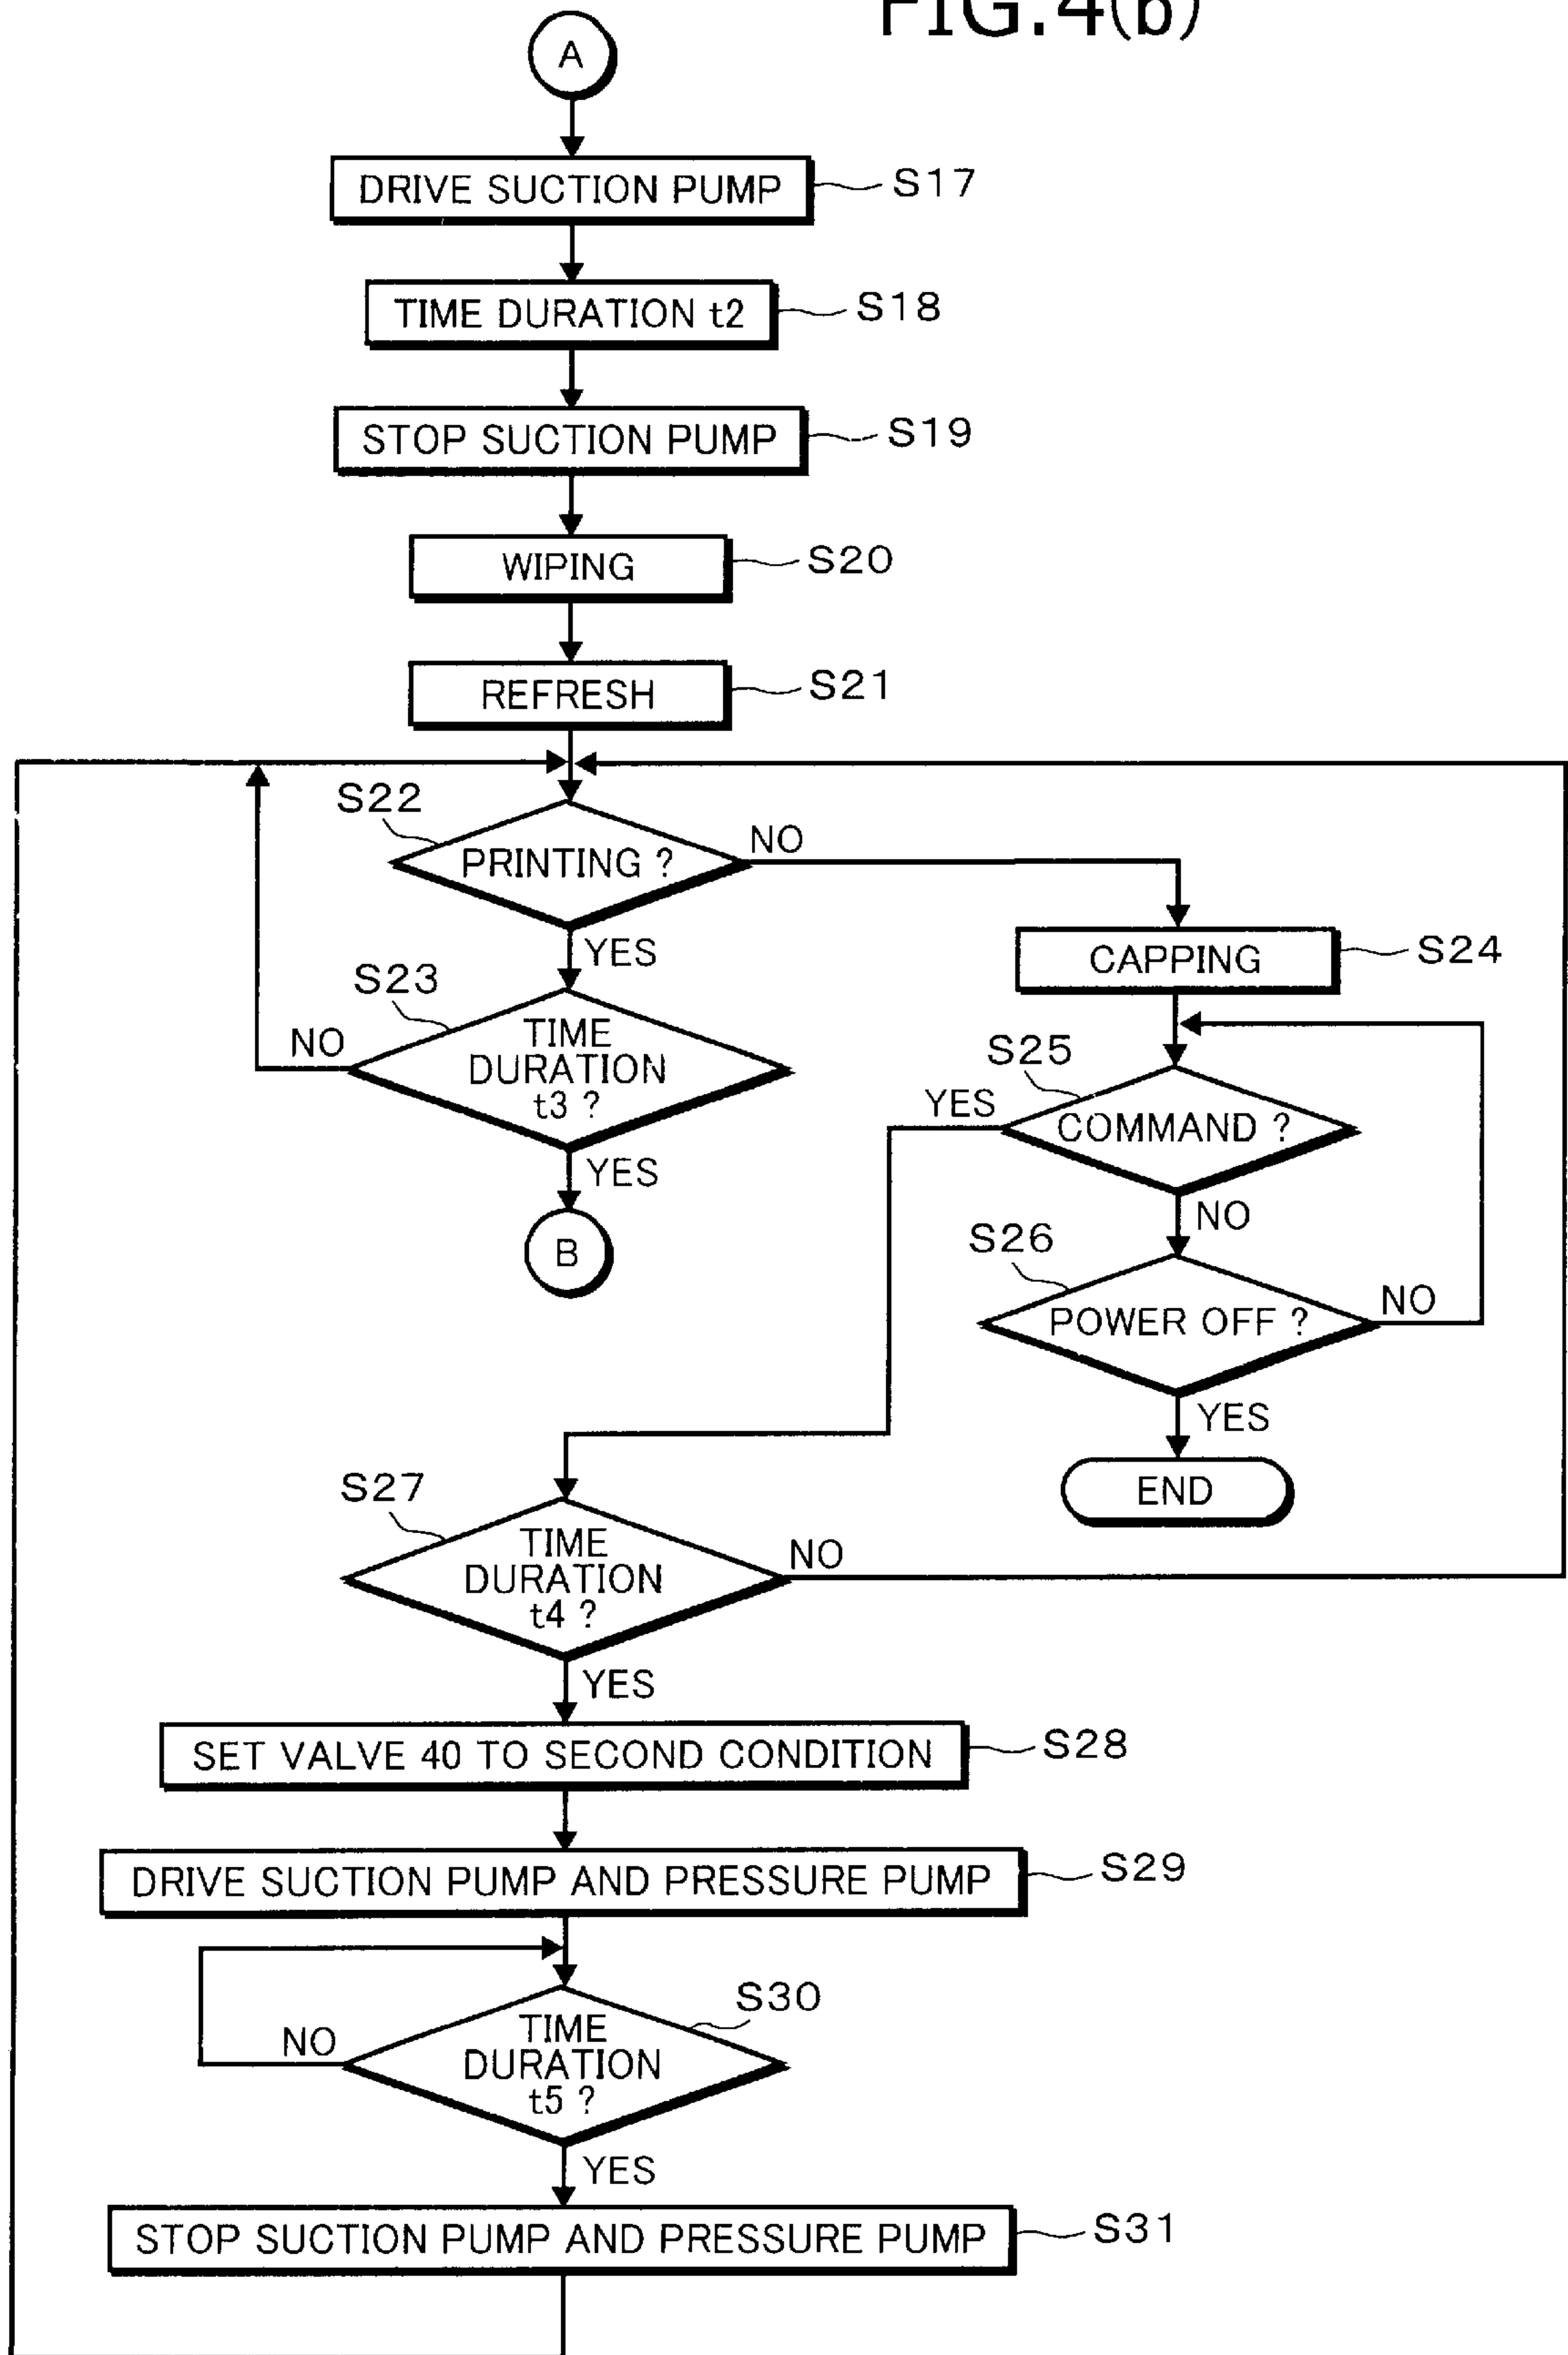 FIG.4(b)
A
DRIVE SUCTION PUMP
S17
TIME DURATION t2
S18
STOP SUCTION PUMP
S19
WIPING
S20
REFRESH
S21
S22
PRINTING ?
NO
YES
CAPPING
S24
S23
TIME
DURATION
t3 ?
NO
YES
B
S25
COMMAND ?
YES
NO
S26
POWER OFF ?
NO
YES
END
S27
TIME
DURATION
t4 ?
NO
YES
SET VALVE 40 TO SECOND CONDITION
S28
DRIVE SUCTION PUMP AND PRESSURE PUMP
S29
S30
TIME
DURATION
t5 ?
NO
YES
STOP SUCTION PUMP AND PRESSURE PUMP
S31